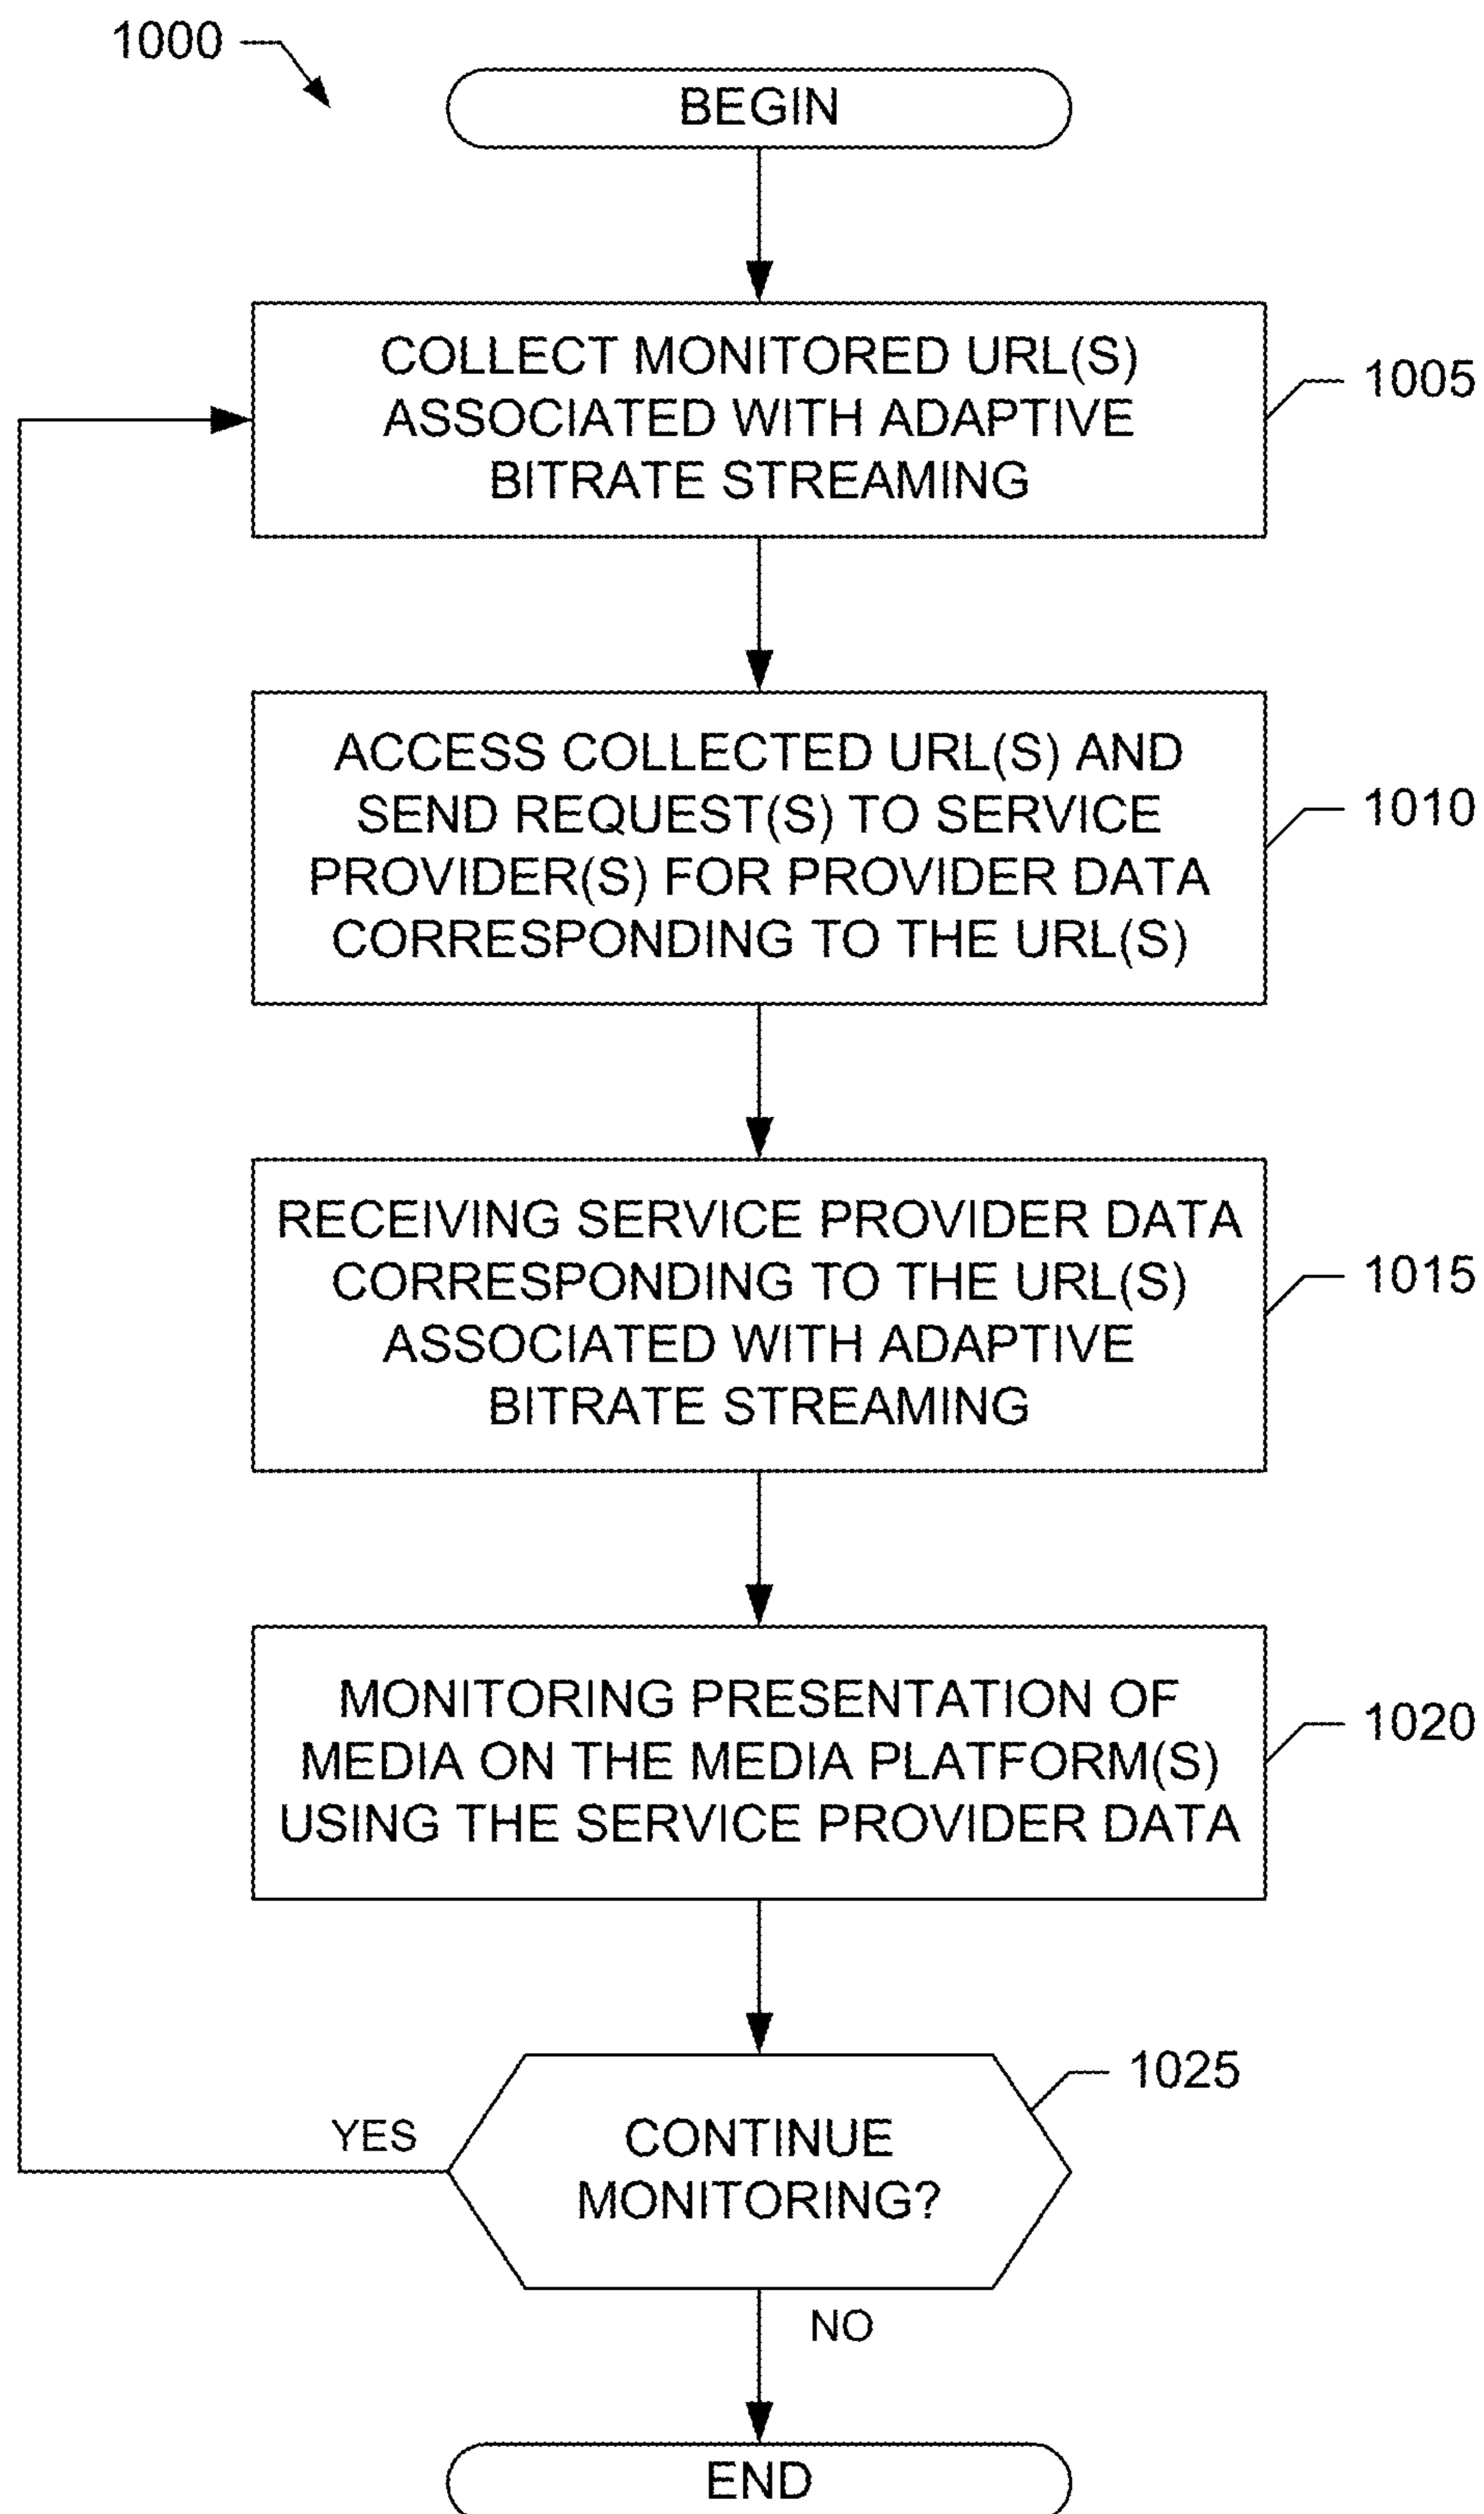 1000
BEGIN
COLLECT MONITORED URL(S)
ASSOCIATED WITH ADAPTIVE
BITRATE STREAMING
1005
ACCESS COLLECTED URL(S) AND
SEND REQUEST(S) TO SERVICE
PROVIDER(S) FOR PROVIDER DATA
CORRESPONDING TO THE URL(S)
1010
RECEIVING SERVICE PROVIDER DATA
CORRESPONDING TO THE URL(S)
ASSOCIATED WITH ADAPTIVE
BITRATE STREAMING
1015
MONITORING PRESENTATION OF
MEDIA ON THE MEDIA PLATFORM(S)
USING THE SERVICE PROVIDER DATA
1020
1025
CONTINUE
MONITORING?
YES
NO
END